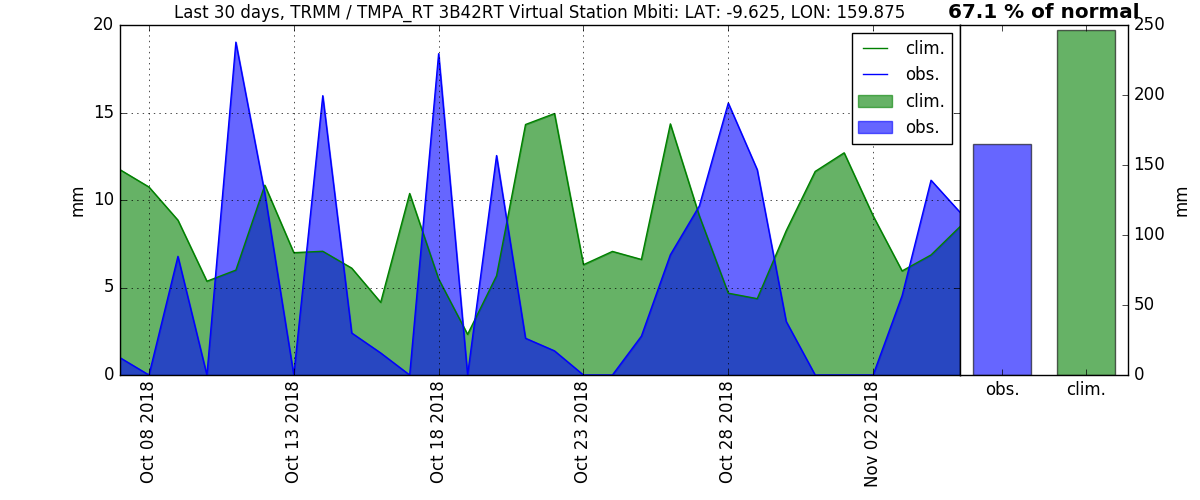 Last 30 days, TRMM / TMPA_RT 3B42RT Virtual Station Mbiti: LAT: -9.625, LON: 159.875
67.1 % of normal
20
15
10
5
0
mm
clim.
obs.
clim.
obs.
Oct 08 2018
Oct 13 2018
Oct 18 2018
Oct 23 2018
Oct 28 2018
Nov 02 2018
250
200
150
100
50
0
mm
obs.
clim.